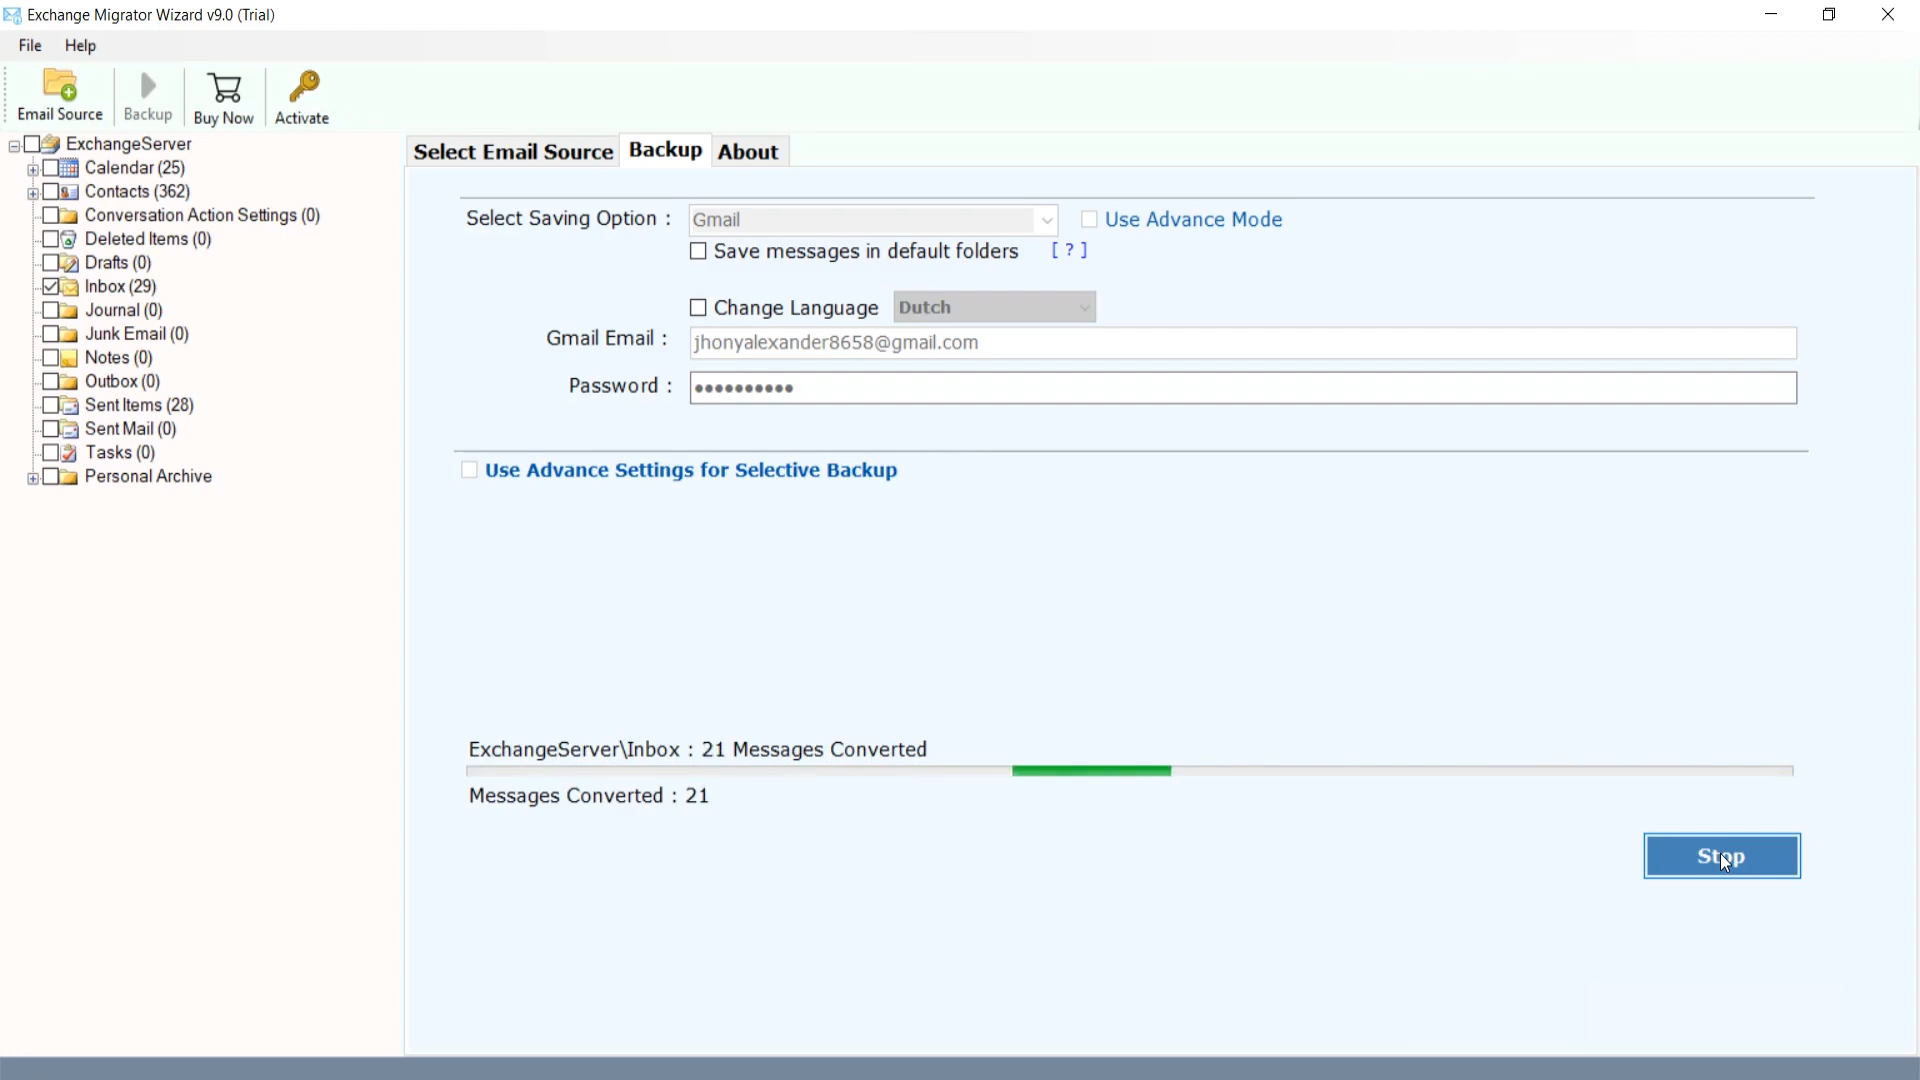 Exchange Migrator Wizard v9.0 (Trial)
File Help
Email Source Backup Buy Now Activate
ExchangeServer
Calendar (25)
Contacts (362)
Conversation Action Settings (0)
Deleted Items (0)
Drafts (0)
Inbox (29)
Journal (0)
Junk Email (0)
Notes (0)
Outbox (0)
Sent Items (28)
Sent Mail (0)
Tasks (0)
Personal Archive
Select Email Source Backup About
Select Saving Option : Gmail Use Advance Mode
Save messages in default folders [ ? ]
Change Language Dutch
Gmail Email : jhonyalexander8658@gmail.com
Password : ●●●●●●●●●●
Use Advance Settings for Selective Backup
ExchangeServer\Inbox : 21 Messages Converted
Messages Converted : 21
Stop